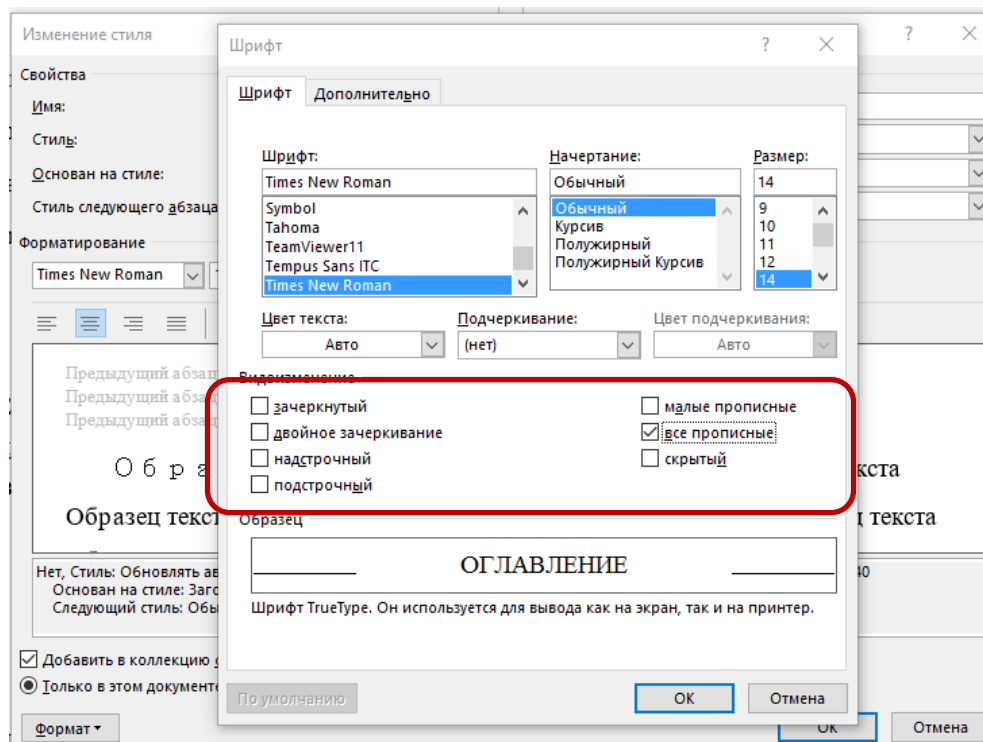 Изменение стиля
?
Свойства
Имя:
Стиль:
Основан на стиле:
Стиль следующего абзаца
Форматирование
Times New Roman
Предыдущий абзац
Предыдущий абзац
Предыдущий абзац
О б р а
кста
Образец текст
ц текста
Нет, Стиль: Обновлять ав
40
Основан на стиле: Заго
Следующий стиль: Обы
Добавить в коллекцию с
Только в этом документе
Формат
ОК
Отмена
Шрифт
?
Шрифт
Дополнительно
Шрифт:
Начертание:
Размер:
Times New Roman
Обычный
14
Symbol
Tahoma
TeamViewer11
Tempus Sans ITC
Times New Roman
Обычный
Курсив
Полужирный
Полужирный Курсив
9
10
11
12
14
Цвет текста:
Подчеркивание:
Цвет подчеркивания:
Авто
(нет)
Авто
Видоизменение
зачеркнутый
малые прописные
двойное зачеркивание
все прописные
надстрочный
скрытый
подстрочный
Образец
ОГЛАВЛЕНИЕ
Шрифт TrueType. Он используется для вывода как на экран, так и на принтер.
По умолчанию
ОК
Отмена